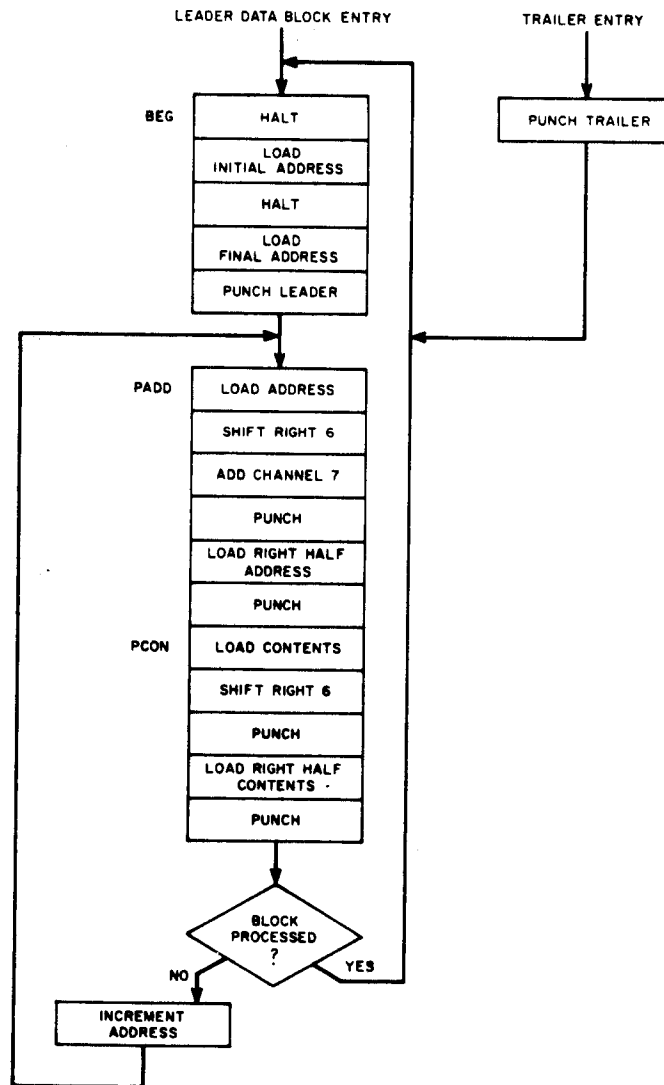 LEADER DATA BLOCK ENTRY
TRAILER ENTRY
BEG
HALT
PUNCH TRAILER
LOAD
INITIAL ADDRESS
HALT
LOAD
FINAL ADDRESS
PUNCH LEADER
PADD
LOAD ADDRESS
SHIFT RIGHT 6
ADD CHANNEL 7
PUNCH
LOAD RIGHT HALF
ADDRESS
PUNCH
PCON
LOAD CONTENTS
SHIFT RIGHT 6
PUNCH
LOAD RIGHT HALF
CONTENTS
PUNCH
BLOCK
PROCESSED
?
NO
YES
INCREMENT
ADDRESS